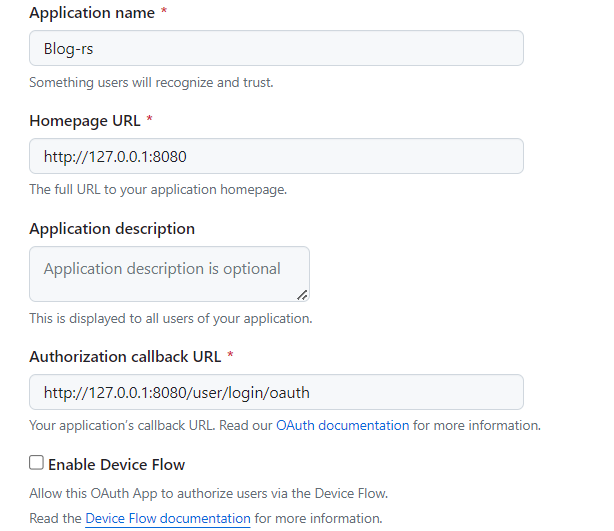 Application name *
Blog-rs
Something users will recognize and trust.
Homepage URL *
http://127.0.0.1:8080
The full URL to your application homepage.
Application description
Application description is optional
This is displayed to all users of your application.
Authorization callback URL *
http://127.0.0.1:8080/user/login/oauth
Your application's callback URL. Read our OAuth documentation for more information.
Enable Device Flow
Allow this OAuth App to authorize users via the Device Flow.
Read the Device Flow documentation for more information.